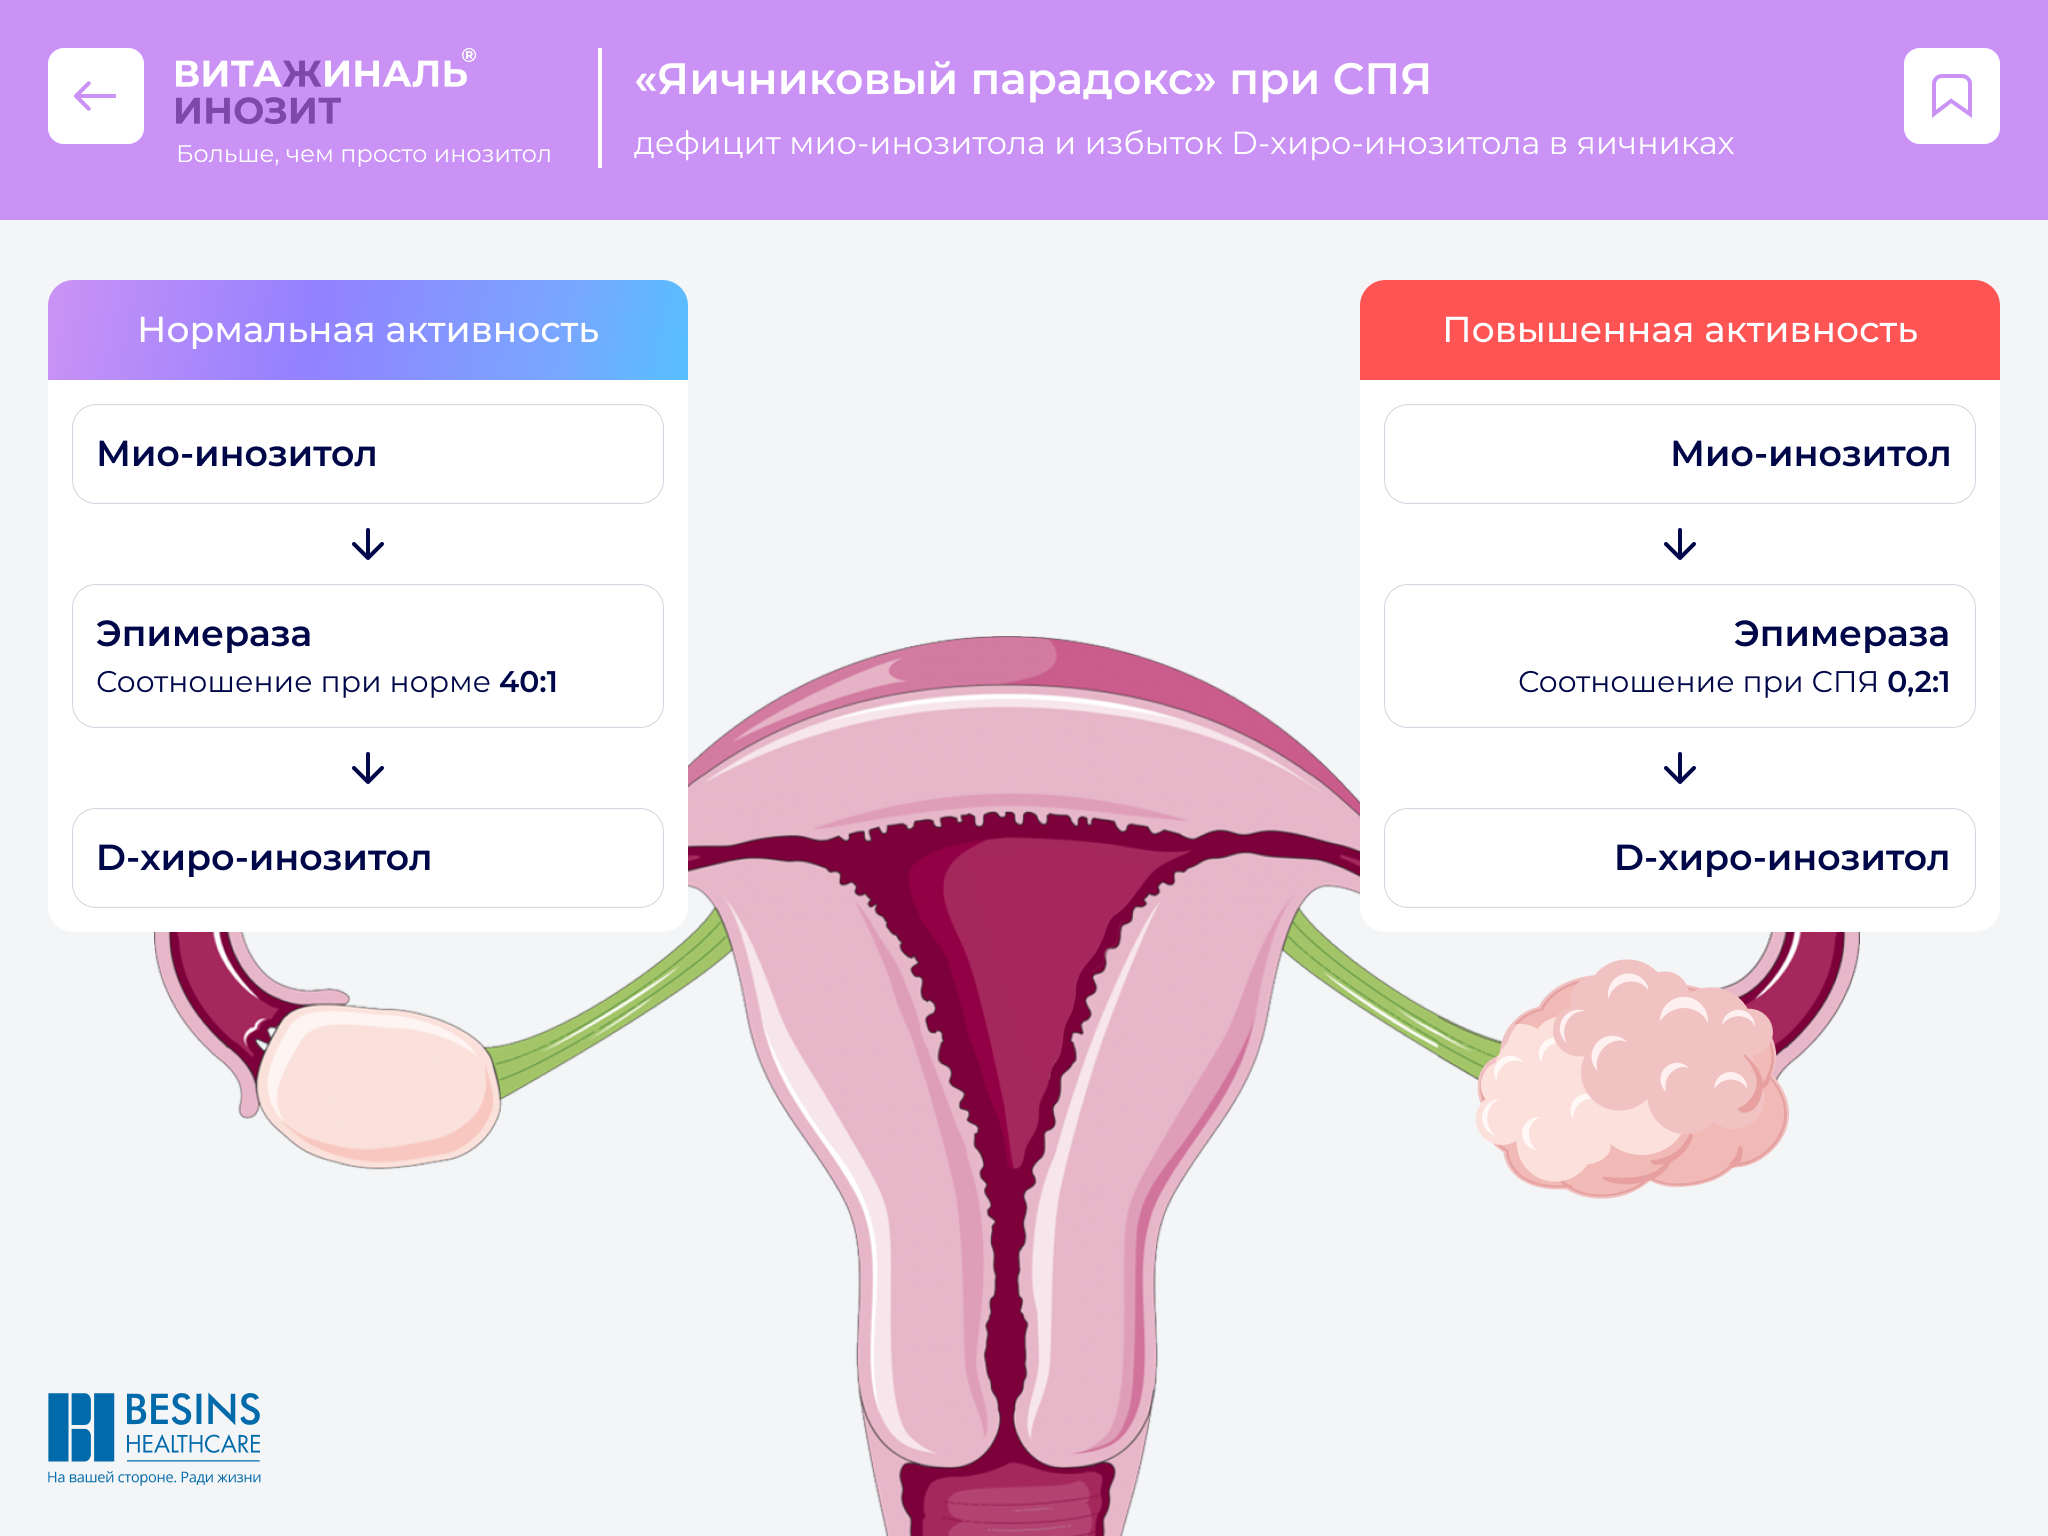 ВИТАЖИНАЛЬ®
ИНОЗИТ
Больше, чем просто инозитол
«Яичниковый парадокс» при СПЯ
дефицит мио-инозитола и избыток D-хиро-инозитола в яичниках
Нормальная активность
Мио-инозитол
Эпимераза
Соотношение при норме 40:1
D-хиро-инозитол
Повышенная активность
Мио-инозитол
Эпимераза
Соотношение при СПЯ 0,2:1
D-хиро-инозитол
BESINS
HEALTHCARE
На вашей стороне. Ради жизни